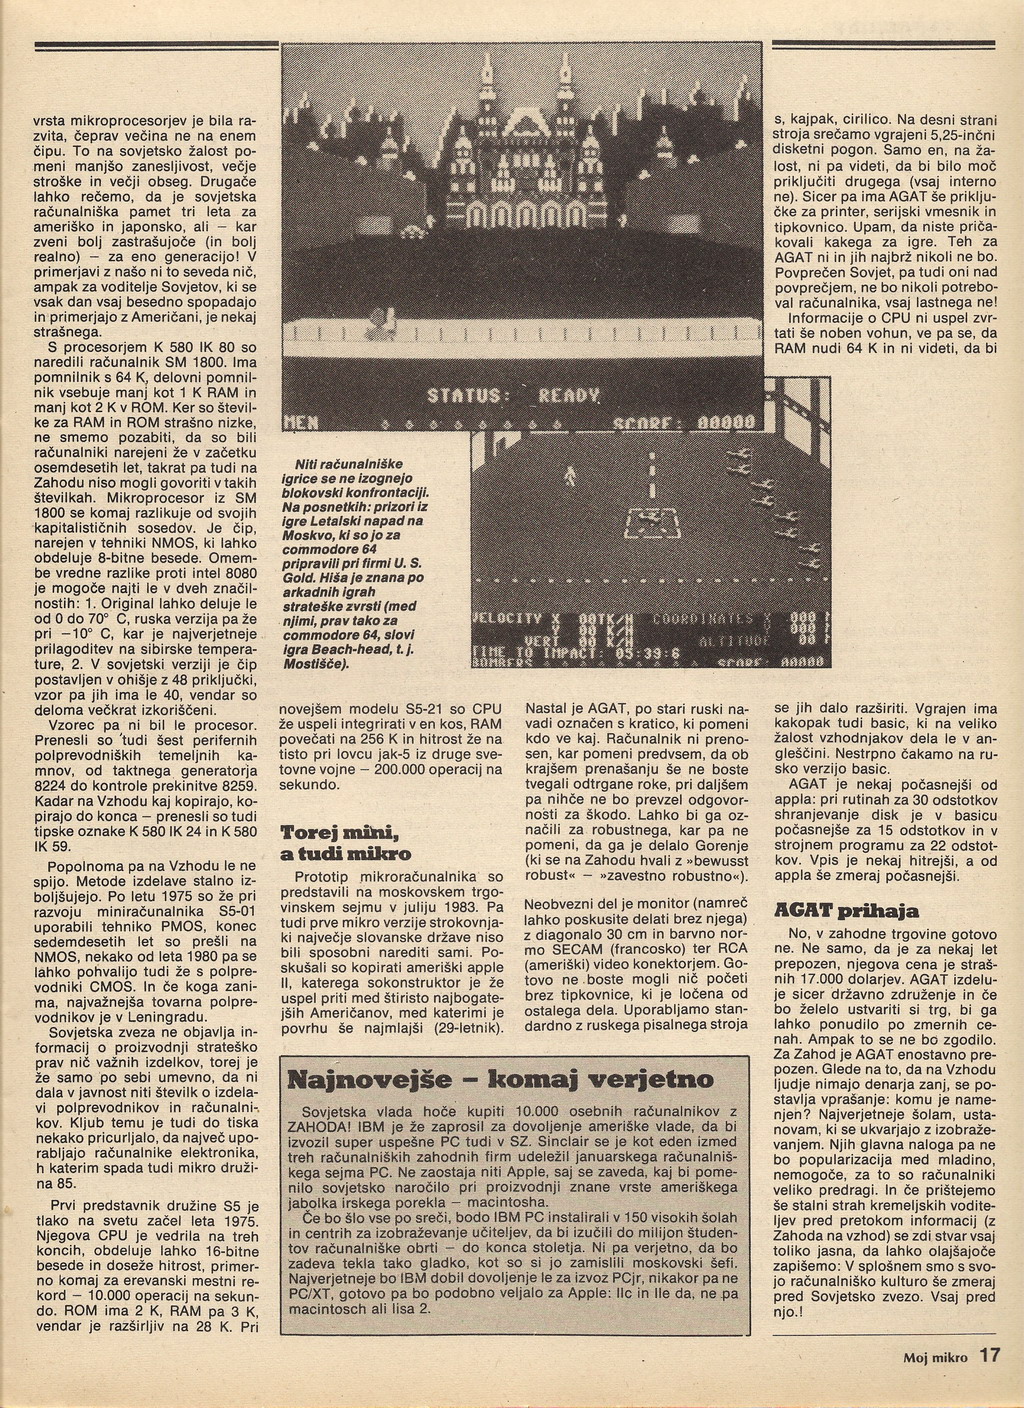 vrsta mikroprocesorjev je bila ra-
zvita, čeprav večina ne na enem
čipu. To na sovjetsko žalost po-
meni manjšo zanesljivost, večje
stroške in večji obseg. Drugače
lahko rečemo, da je sovjetska
računalniška pamet tri leta za
ameriško in japonsko, ali – kar
zveni bolj zastrašujoče (in bolj
realno) – za eno generacijo! V
primerjavi z našo ni to seveda nič,
ampak za voditelje Sovjetov, ki se
vsak dan vsaj besedno spopadajo
in primerjajo z Američani, je nekaj
strašnega.
S procesorjem K 580 IK 80 so
naredili računalnik SM 1800. Ima
pomnilnik s 64 K, delovni pomnil-
nik vsebuje manj kot 1 K RAM in
manj kot 2 K v ROM. Ker so števil-
ke za RAM in ROM strašno nizke,
ne smemo pozabiti, da so bili
računalniki narejeni že v začetku
osemdesetih let, takrat pa tudi na
Zahodu niso mogli govoriti v takih
številkah. Mikroprocesor iz SM
1800 se komaj razlikuje od svojih
kapitalističnih sosedov. Je čip,
narejen v tehniki NMOS, ki lahko
obdeluje 8-bitne besede. Omem-
be vredne razlike proti intel 8080
je mogoče najti le v dveh značil-
nostih: 1. Original lahko deluje le
od 0 do 70° C, ruska verzija pa že
pri –10° C, kar je najverjetneje
prilagoditev na sibirske tempera-
ture, 2. V sovjetski verziji je čip
postavljen v ohišje z 48 priključki,
vzor pa jih ima le 40, vendar so
deloma večkrat izkoriščeni.
Vzorec pa ni bil le procesor.
Prenesli so tudi šest perifernih
polprevodniških temeljnih ka-
mnov, od taktnega generatorja
8224 do kontrole prekinitve 8259.
Kadar na Vzhodu kaj kopirajo, ko-
pirajo do konca – prenesli so tudi
tipske oznake K 580 IK 24 in K 580
IK 59.
Popolnoma pa na Vzhodu le ne
spijo. Metode izdelave stalno iz-
boljšujejo. Po letu 1975 so že pri
razvoju miniračunalnika S5-01
uporabili tehniko PMOS, konec
sedemdesetih let so prešli na
NMOS, nekako od leta 1980 pa se
lahko pohvalijo tudi že s polpre-
vodniki CMOS. In če koga zani-
ma, najvažnejša tovarna polpre-
vodnikov je v Leningradu.
Sovjetska zveza ne objavlja in-
formacij o proizvodnji strateško
prav nič važnih izdelkov, torej je
že samo po sebi umevno, da ni
dala v javnost niti številk o izdela-
vi polprevodnikov in računalni-
kov. Kljub temu je tudi do tiska
nekako pricurljalo, da največ upo-
rabljajo računalnike elektronika,
h katerim spada tudi mikro druži-
na 85.
Prvi predstavnik družine S5 je
tlako na svetu začel leta 1975.
Njegova CPU je vedrila na treh
koncih, obdeluje lahko 16-bitne
besede in doseže hitrost, primer-
no komaj za erevanski mestni re-
kord – 10.000 operacij na sekun-
do. ROM ima 2 K, RAM pa 3 K,
vendar je razširljiv na 28 K. Pri
STATUS: READY
MEN
SCORE: 00000
Niti računalniške
igrice se ne izognejo
blokovski konfrontaciji.
Na posnetkih: prizori iz
igre Letalski napad na
Moskvo, ki so jo za
commodore 64
pripravili pri firmi U. S.
Gold. Hiša je znana po
arkadnih igrah
strateške zvrsti (med
njimi, prav tako za
commodore 64, slovi
igra Beach-head, t. j.
Mostišče).
VELOCITY X 00TK/H COORDINATES X 000
Y 00 K/H Y 000
VERT 00 K/H ALTITUDE 00
TIME TO IMPACT: 05:39:6
BOMBERS SCORE: 00000
novejšem modelu S5-21 so CPU
že uspeli integrirati v en kos, RAM
povečati na 256 K in hitrost že na
tisto pri lovcu jak-5 iz druge sve-
tovne vojne – 200.000 operacij na
sekundo.
Torej mini,
a tudi mikro
Prototip mikroračunalnika so
predstavili na moskovskem trgo-
vinskem sejmu v juliju 1983. Pa
tudi prve mikro verzije strokovnja-
ki največje slovanske države niso
bili sposobni narediti sami. Po-
skušali so kopirati ameriški apple
II, katerega sokonstruktor je že
uspel priti med štiristo najbogate-
jših Američanov, med katerimi je
povrhu še najmlajši (29-letnik).
Nastal je AGAT, po stari ruski na-
vadi označen s kratico, ki pomeni
kdo ve kaj. Računalnik ni preno-
sen, kar pomeni predvsem, da ob
krajšem prenašanju še ne boste
tvegali odtrgane roke, pri daljšem
pa nihče ne bo prevzel odgovor-
nosti za škodo. Lahko bi ga oz-
načili za robustnega, kar pa ne
pomeni, da ga je delalo Gorenje
(ki se na Zahodu hvali z »bewusst
robust« – »zavestno robustno«).
Neobvezni del je monitor (namreč
lahko poskusite delati brez njega)
z diagonalo 30 cm in barvno nor-
mo SECAM (francosko) ter RCA
(ameriški) video konektorjem. Go-
tovo ne boste mogli nič početi
brez tipkovnice, ki je ločena od
ostalega dela. Uporabljamo stan-
dardno z ruskega pisalnega stroja
s, kajpak, cirilico. Na desni strani
stroja srečamo vgrajeni 5,25-inčni
disketni pogon. Samo en, na ža-
lost, ni pa videti, da bi bilo moč
priključiti drugega (vsaj interno
ne). Sicer pa ima AGAT še priklju-
čke za printer, serijski vmesnik in
tipkovnico. Upam, da niste priča-
kovali kakega za igre. Teh za
AGAT ni in jih najbrž nikoli ne bo.
Povprečen Sovjet, pa tudi oni nad
povprečjem, ne bo nikoli potrebo-
val računalnika, vsaj lastnega ne!
Informacije o CPU ni uspel zvr-
tati še noben vohun, ve pa se, da
RAM nudi 64 K in ni videti, da bi
se jih dalo razširiti. Vgrajen ima
kakopak tudi basic, ki na veliko
žalost vzhodnjakov dela le v an-
gleščini. Nestrpno čakamo na ru-
sko verzijo basic.
AGAT je nekaj počasnejši od
appla: pri rutinah za 30 odstotkov
shranjevanje disk je v basicu
počasnejše za 15 odstotkov in v
strojnem programu za 22 odstot-
kov. Vpis je nekaj hitrejši, a od
appla še zmeraj počasnejši.
AGAT prihaja
No, v zahodne trgovine gotovo
ne. Ne samo, da je za nekaj let
prepozen, njegova cena je straš-
nih 17.000 dolarjev. AGAT izdelu-
je sicer državno združenje in če
bo želelo ustvariti si trg, bi ga
lahko ponudilo po zmernih ce-
nah. Ampak to se ne bo zgodilo.
Za Zahod je AGAT enostavno pre-
pozen. Glede na to, da na Vzhodu
ljudje nimajo denarja zanj, se po-
stavlja vprašanje: komu je name-
njen? Najverjetneje šolam, usta-
novam, ki se ukvarjajo z izobraže-
vanjem. Njih glavna naloga pa ne
bo popularizacija med mladino,
nemogoče, za to so računalniki
veliko predragi. In če prištejemo
še stalni strah kremeljskih vodite-
ljev pred pretokom informacij (z
Zahoda na vzhod) se zdi stvar vsaj
toliko jasna, da lahko olajšajoče
zapišemo: V splošnem smo s svo-
jo računalniško kulturo še zmeraj
pred Sovjetsko zvezo. Vsaj pred
njo.!
Najnovejše – komaj verjetno
Sovjetska vlada hoče kupiti 10.000 osebnih računalnikov z
ZAHODA! IBM je že zaprosil za dovoljenje ameriške vlade, da bi
izvozil super uspešne PC tudi v SZ. Sinclair se je kot eden izmed
treh računalniških zahodnih firm udeležil januarskega računalniš-
kega sejma PC. Ne zaostaja niti Apple, saj se zaveda, kaj bi pome-
nilo sovjetsko naročilo pri proizvodnji znane vrste ameriškega
jabolka irskega porekla – macintosha.
Če bo šlo vse po sreči, bodo IBM PC instalirali v 150 visokih šolah
in centrih za izobraževanje učiteljev, da bi izučili do milijon študen-
tov računalniške obrti – do konca stoletja. Ni pa verjetno, da bo
zadeva tekla tako gladko, kot so si jo zamislili moskovski šefi.
Najverjetneje bo IBM dobil dovoljenje le za izvoz PCjr, nikakor pa ne
PC/XT, gotovo pa bo podobno veljalo za Apple: IIc in IIe da, ne pa
macintosch ali lisa 2.
Moj mikro 17